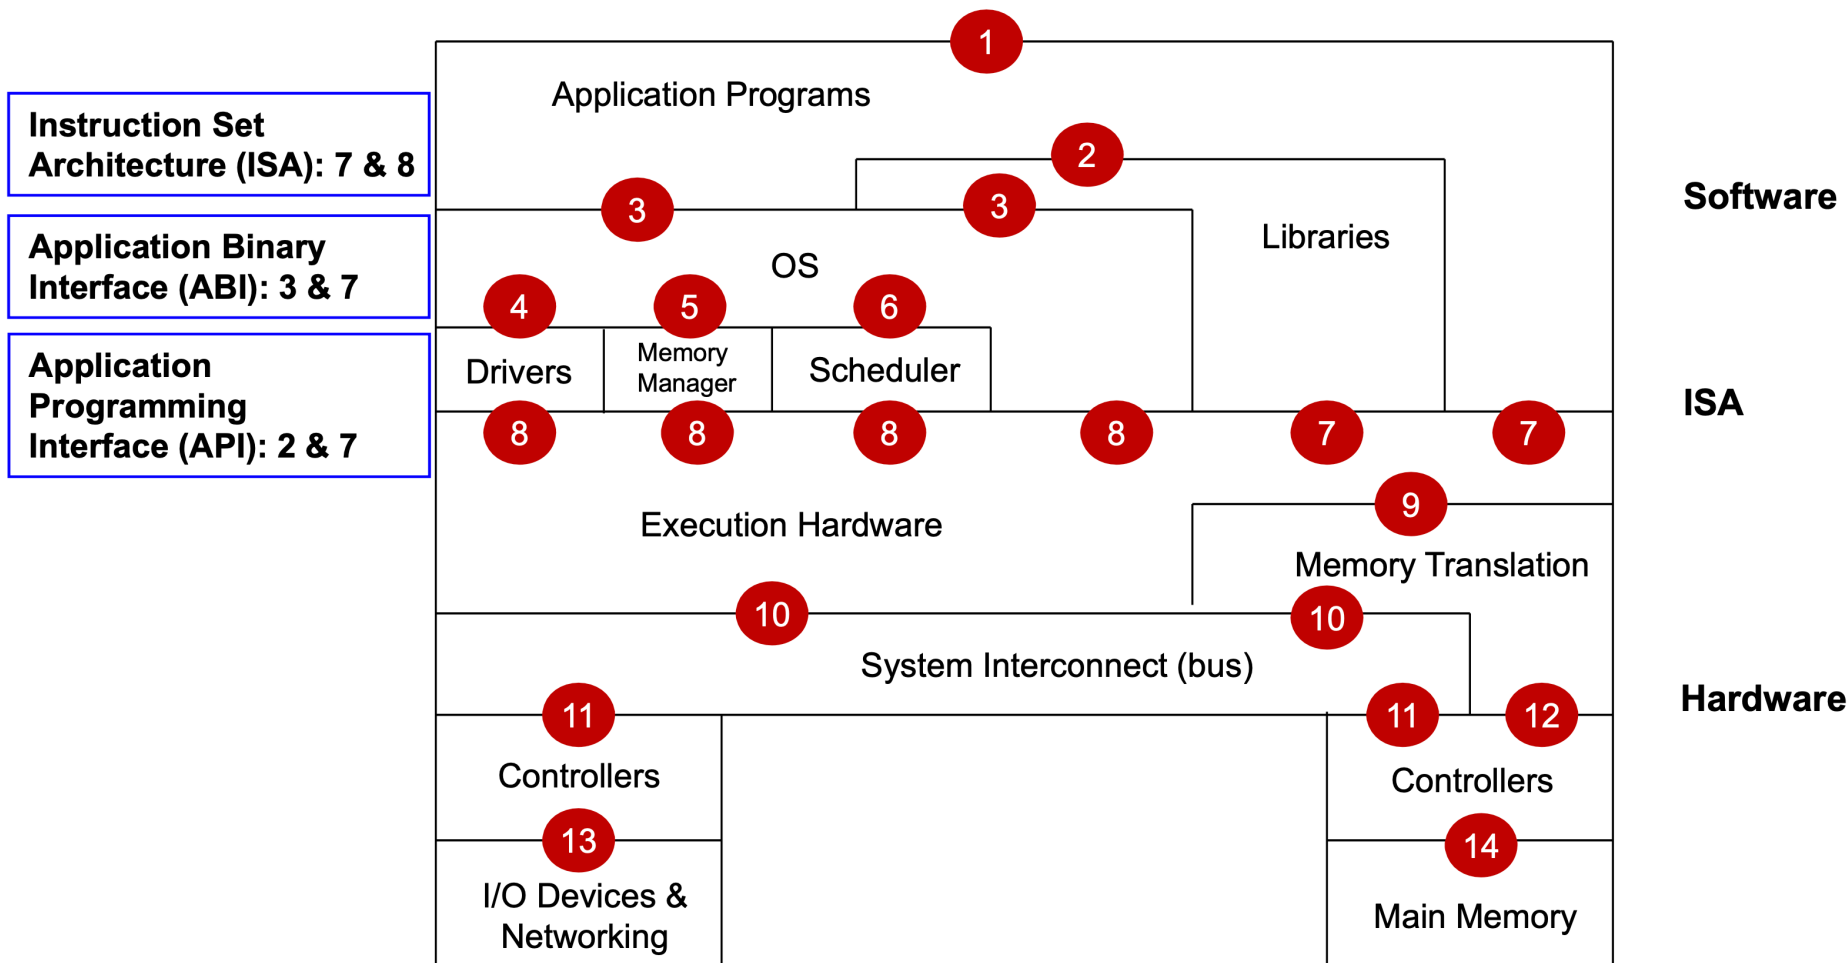 1
Application Programs
Instruction Set
Architecture (ISA): 7 & 8
2
Software
3
3
Libraries
Application Binary
Interface (ABI): 3 & 7
OS
4
5
6
Application
Programming
Interface (API): 2 & 7
Drivers
Memory
Manager
Scheduler
ISA
8
8
8
8
7
7
9
Execution Hardware
Memory Translation
10
10
System Interconnect (bus)
Hardware
11
11
12
Controllers
Controllers
13
14
I/O Devices &
Networking
Main Memory